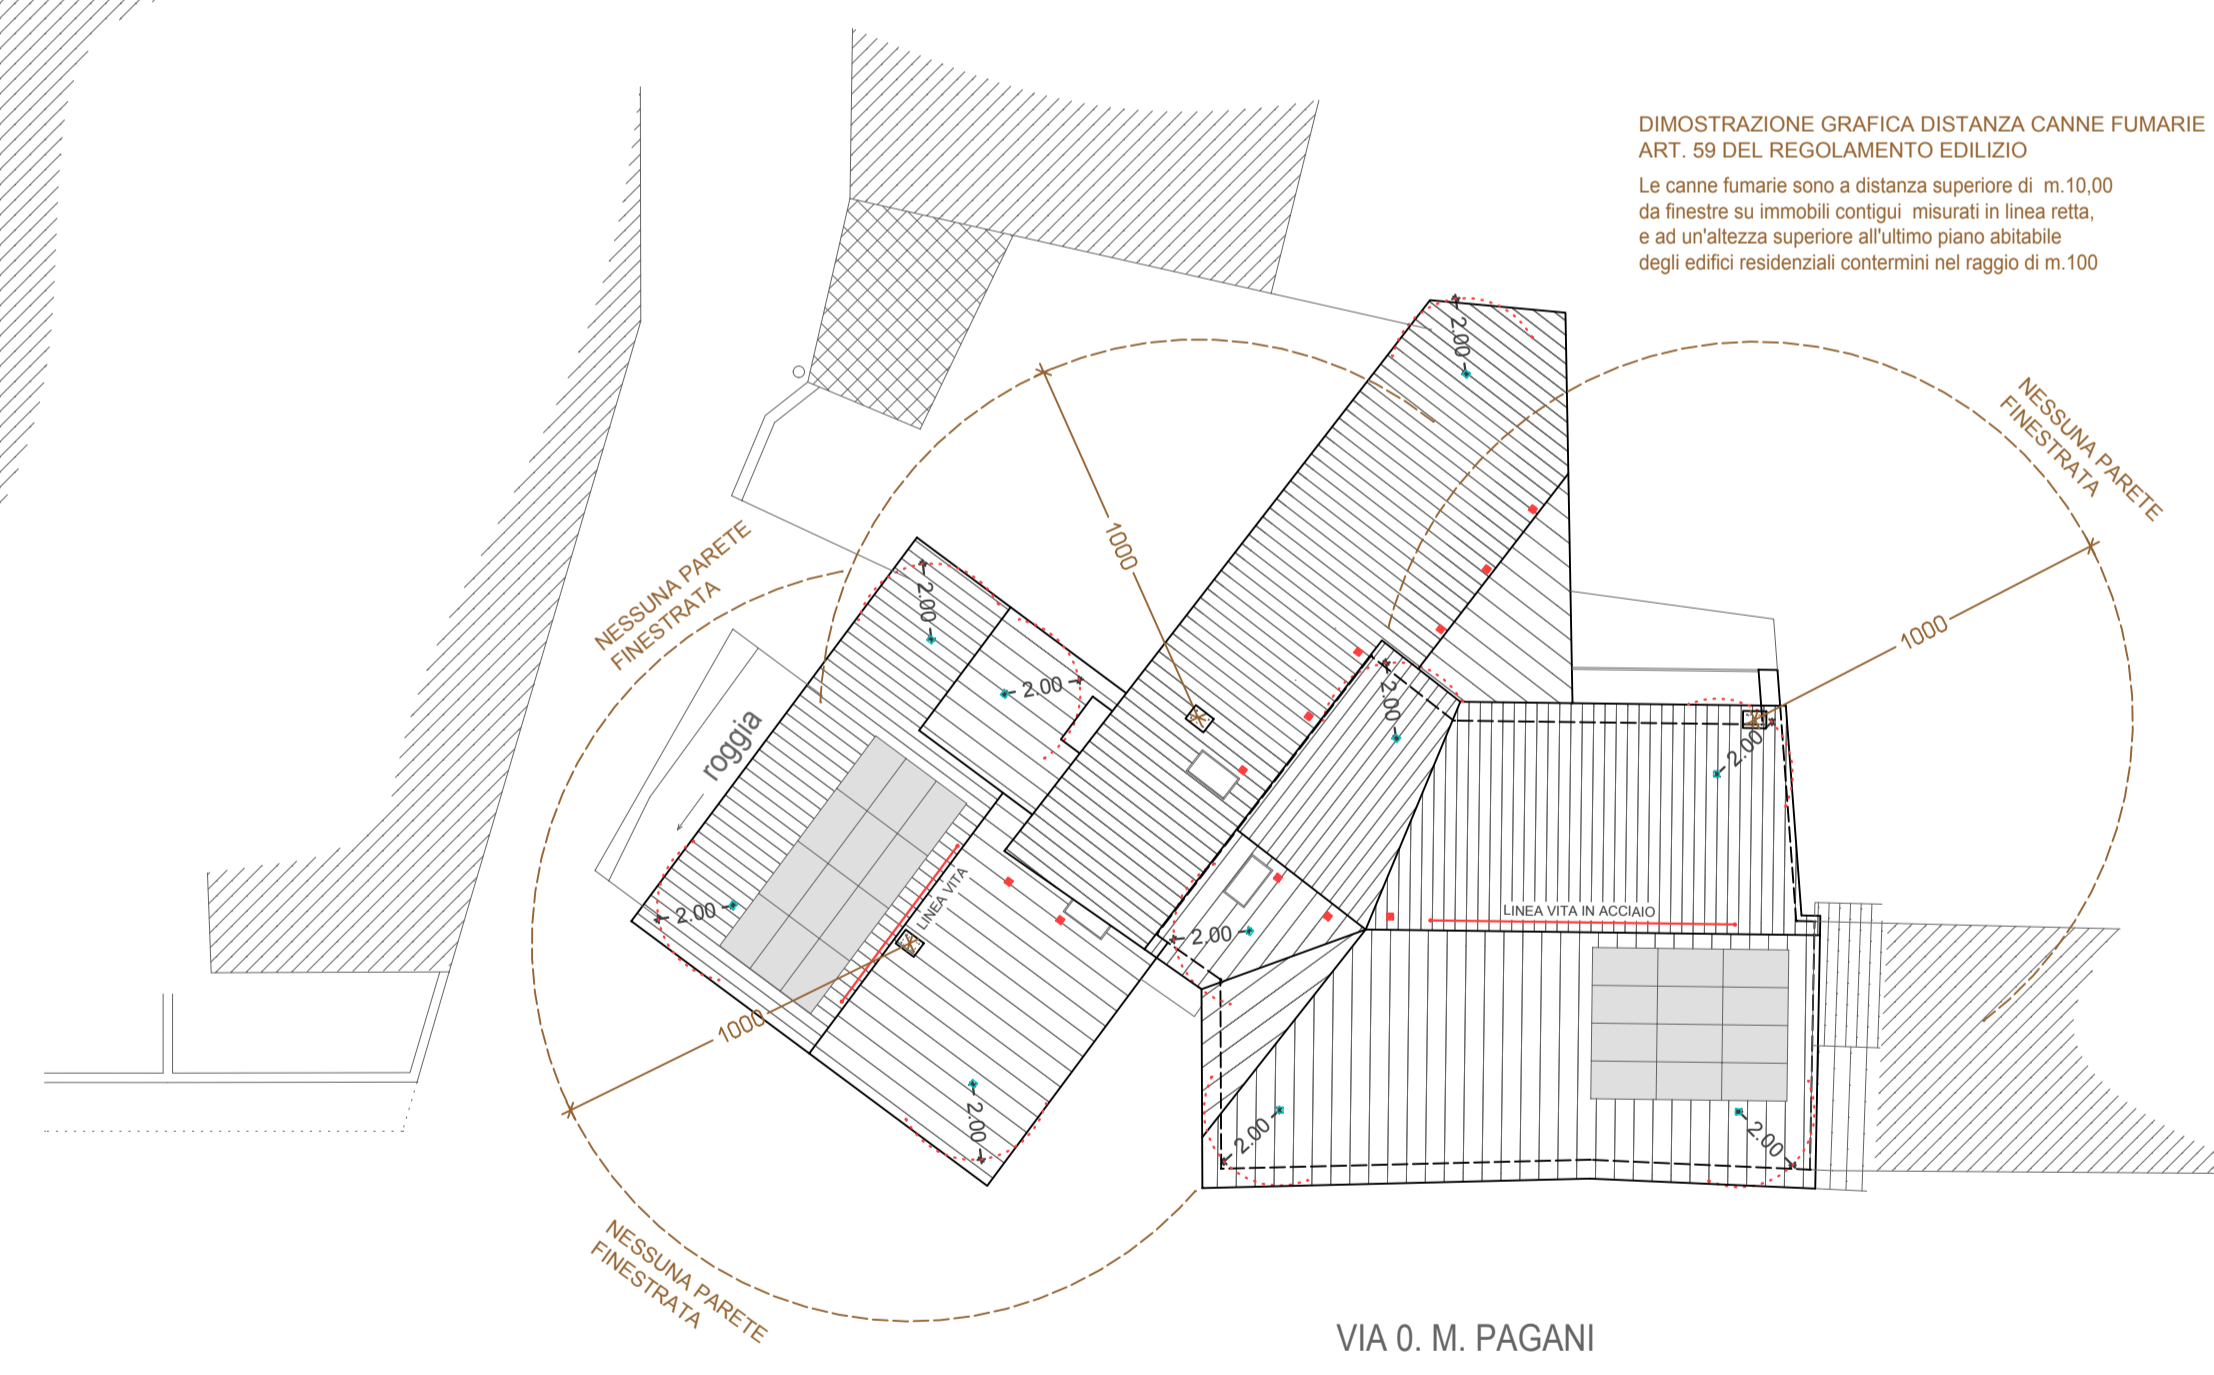 DIMOSTRAZIONE GRAFICA DISTANZA CANNE FUMARIE
ART. 59 DEL REGOLAMENTO EDILIZIO
Le canne fumarie sono a distanza superiore di m.10,00
da finestre su immobili contigui misurati in linea retta,
e ad un'altezza superiore all'ultimo piano abitabile
degli edifici residenziali contermini nel raggio di m.100
2.00
NESSUNA PARETE
FINESTRATA
1000
NESSUNA PARETE
FINESTRATA
2.00
1000
2.00
2.00
roggia
2.00
LINEA VITA
2.00
2.00
LINEA VITA IN ACCIAIO
1000
2.00
2.00
2.00
NESSUNA PARETE
FINESTRATA
VIA 0. M. PAGANI